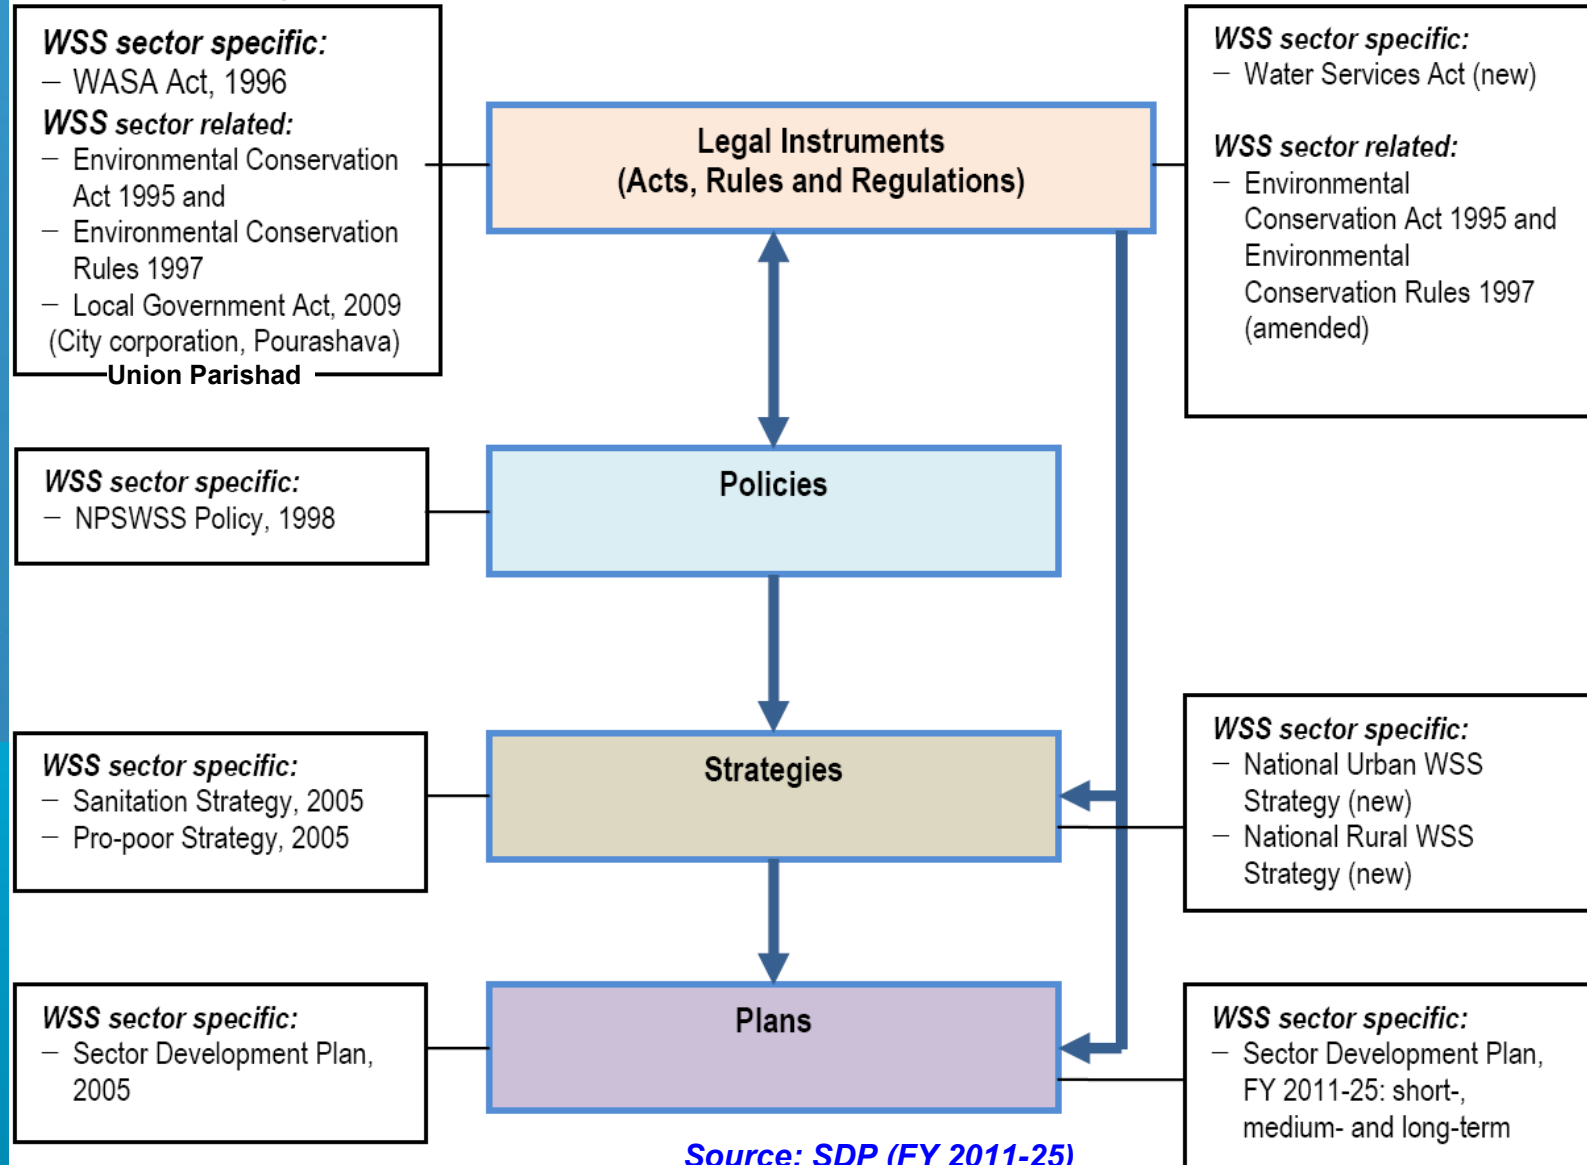 WSS sector specific:
– WASA Act, 1996
WSS sector related:
– Environmental Conservation
Act 1995 and
– Environmental Conservation
Rules 1997
– Local Government Act, 2009
(City corporation, Pourashava)
Union Parishad
Legal Instruments
(Acts, Rules and Regulations)
WSS sector specific:
– Water Services Act (new)
WSS sector related:
– Environmental
Conservation Act 1995 and
Environmental
Conservation Rules 1997
(amended)
WSS sector specific:
– NPSWSS Policy, 1998
Policies
WSS sector specific:
– Sanitation Strategy, 2005
– Pro-poor Strategy, 2005
Strategies
WSS sector specific:
– National Urban WSS
Strategy (new)
– National Rural WSS
Strategy (new)
WSS sector specific:
– Sector Development Plan,
2005
Plans
WSS sector specific:
– Sector Development Plan,
FY 2011-25: short-,
medium- and long-term
Source: SDP (FY 2011-25)